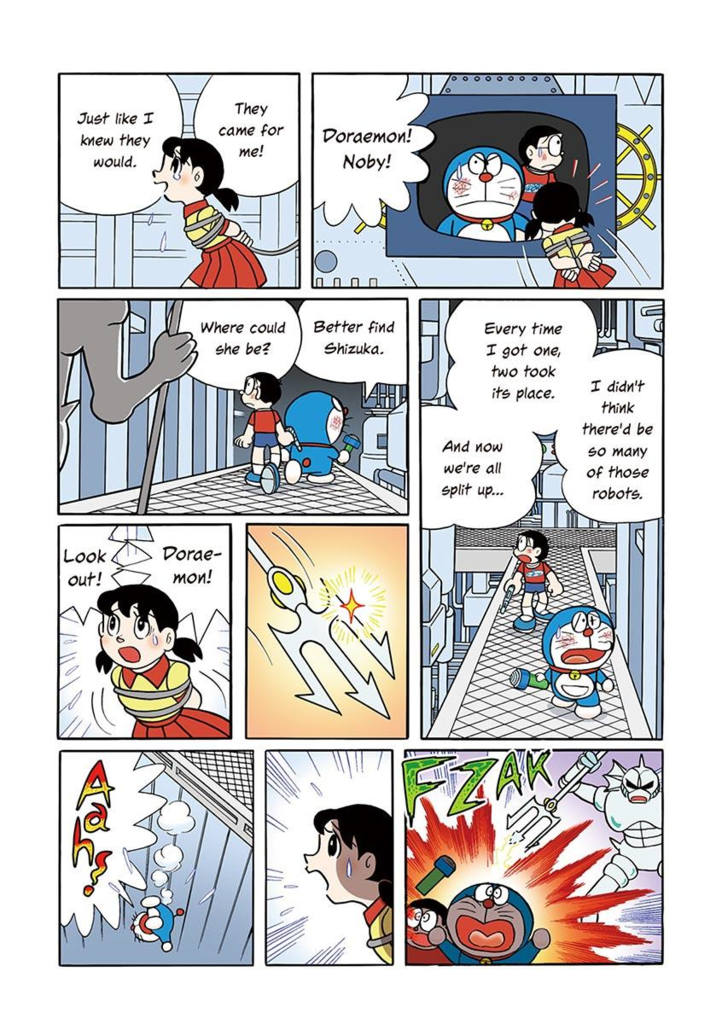 Doraemon!
Noby!
They
came for
me!
Just like I
knew they
would.
I didn't
think
there'd be
so many
of those
robots.
Every time
I got one,
two took
its place.
And now
we're all
split up...
Better find
Shizuka.
Where could
she be?
Dorae-
mon!
Look
out!
FZAK
Aah!